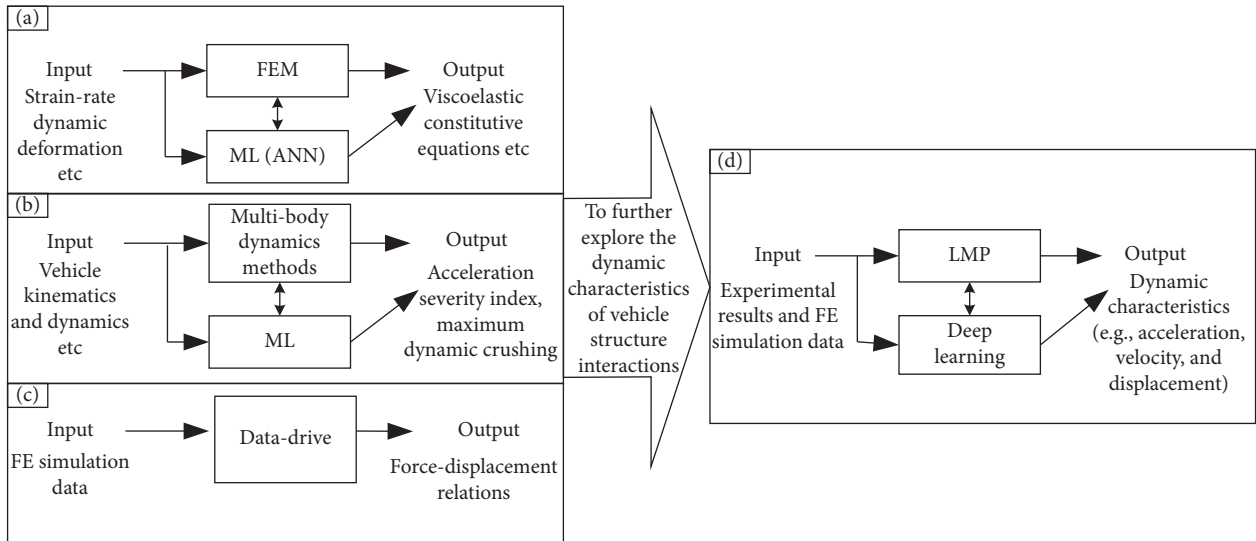 (a)
Input
Strain-rate
dynamic
deformation
etc
FEM
ML (ANN)
Output
Viscoelastic
constitutive
equations etc
(b)
Input
Vehicle
kinematics
and dynamics
etc
Multi-body
dynamics
methods
ML
Output
Acceleration
severity index,
maximum
dynamic crushing
(c)
Input
FE simulation
data
Data-drive
Output
Force-displacement
relations
To further
explore the
dynamic
characteristics
of vehicle
structure
interactions
(d)
Input
Experimental
results and FE
simulation data
LMP
Deep
learning
Output
Dynamic
characteristics
(e.g., acceleration,
velocity, and
displacement)